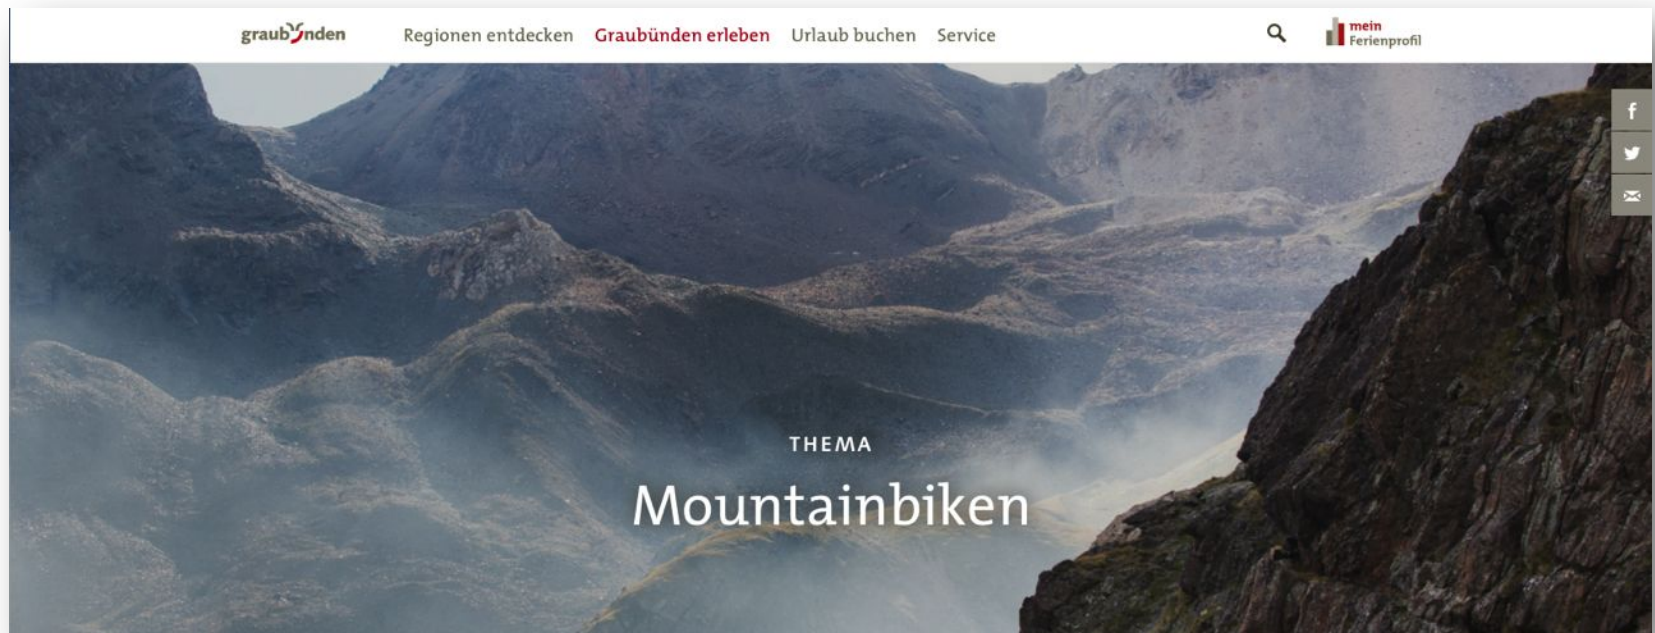 graubünden
Regionen entdecken Graubünden erleben Urlaub buchen Service
mein
Ferienprofil
THEMA
Mountainbiken